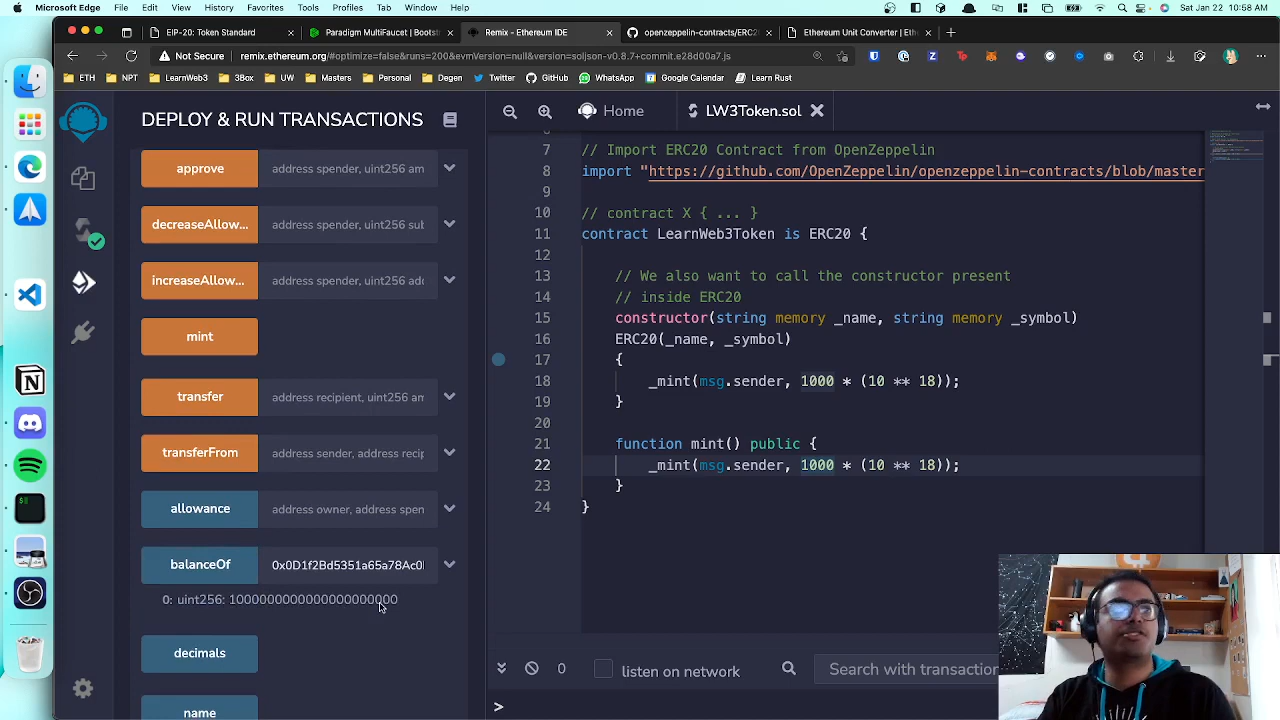 Microsoft Edge File Edit View History Favorites Tools Profiles Tab Window Help Sat Jan 22 10:58 AM
EIP-20: Token Standard
Paradigm MultiFaucet | Bootstr
Remix - Ethereum IDE
openzeppelin-contracts/ERC2
Ethereum Unit Converter | Eth
Not Secure remix.ethereum.org/#optimize=false&runs=200&evmVersion=null&version=soljson-v0.8.7+commit.e28d00a7.js
ETH NPT LearnWeb3 3Box UW Masters Personal Degen Twitter GitHub WhatsApp Google Calendar Learn Rust
DEPLOY & RUN TRANSACTIONS
approve address spender, uint256 am
decreaseAllow... address spender, uint256 sub
increaseAllow... address spender, uint256 add
mint
transfer address recipient, uint256 am
transferFrom address sender, address recip
allowance address owner, address spen
balanceOf 0x0D1f2Bd5351a65a78Ac0
0: uint256: 1000000000000000000000
decimals
name
Home
LW3Token.sol
6
7 // Import ERC20 Contract from OpenZeppelin
8 import "https://github.com/OpenZeppelin/openzeppelin-contracts/blob/master
9
10 // contract X { ... }
11 contract LearnWeb3Token is ERC20 {
12
13 // We also want to call the constructor present
14 // inside ERC20
15 constructor(string memory _name, string memory _symbol)
16 ERC20(_name, _symbol)
17 {
18 _mint(msg.sender, 1000 * (10 ** 18));
19 }
20
21 function mint() public {
22 _mint(msg.sender, 1000 * (10 ** 18));
23 }
24 }
0 listen on network Search with transaction
>